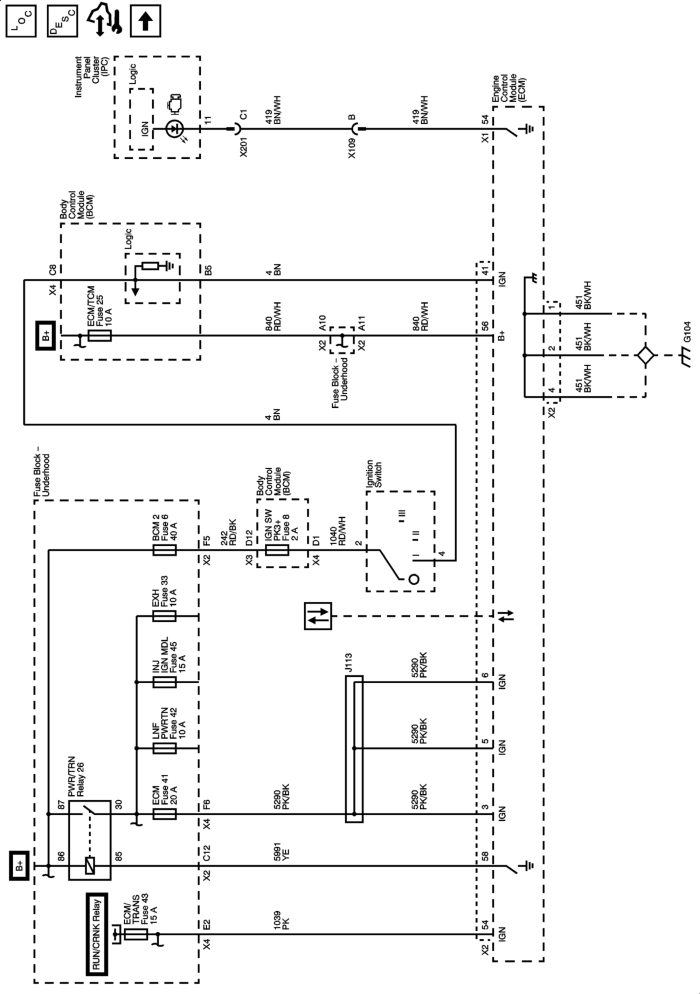 LOC
DESC
Instrument
Panel
Cluster
(IPC)
Logic
IGN
11
C1
X201
419
BN/WH
B
X109
419
BN/WH
54
X1
Engine
Control
Module
(ECM)
Body
Control
Module
(BCM)
C8
X4
Logic
B5
4
BN
41
IGN
B+
ECM/TCM
Fuse 25
10 A
840
RD/WH
X2
A10
X2
A11
Fuse Block –
Underhood
840
RD/WH
56
B+
1
2
4
X2
451
BK/WH
451
BK/WH
451
BK/WH
G104
4
BN
Fuse Block –
Underhood
BCM 2
Fuse 6
40 A
F5
X2
242
RD/BK
D12
X3
Body
Control
Module
(BCM)
IGN SW
PK3+
Fuse 8
2 A
D1
X4
1040
RD/WH
2
Ignition
Switch
I
II
III
4
EXH
Fuse 33
10 A
INJ
IGN MDL
Fuse 45
15 A
LNF
PWRTN
Fuse 42
10 A
ECM
Fuse 41
20 A
PWR/TRN
Relay 26
87
30
86
85
B+
F6
X4
5290
PK/BK
J113
5290
PK/BK
6
IGN
5290
PK/BK
5
IGN
5290
PK/BK
3
IGN
C12
X2
5991
YE
58
RUN/CRNK Relay
ECM/
TRANS
Fuse 43
15 A
E2
X4
1039
PK
54
X2
IGN